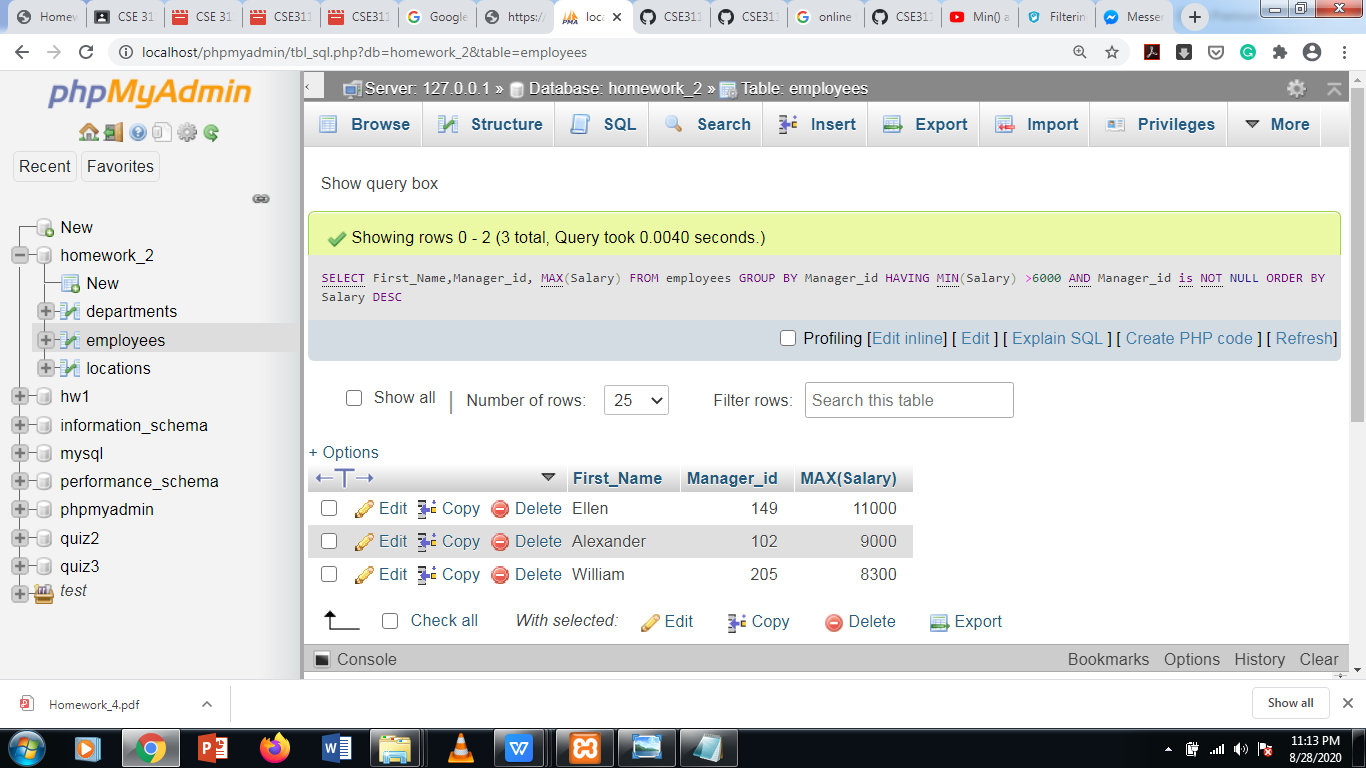 Homew
CSE 31
CSE 31
CSE311
CSE311
Google
https:/
loca
CSE311
CSE311
online
CSE311
Min() a
Filterin
Messen
localhost/phpmyadmin/tbl_sql.php?db=homework_2&table=employees
phpMyAdmin
Recent Favorites
New
homework_2
New
departments
employees
locations
hw1
information_schema
mysql
performance_schema
phpmyadmin
quiz2
quiz3
test
Server: 127.0.0.1 » Database: homework_2 » Table: employees
Browse Structure SQL Search Insert Export Import Privileges More
Show query box
Showing rows 0 - 2 (3 total, Query took 0.0040 seconds.)
SELECT First_Name,Manager_id, MAX(Salary) FROM employees GROUP BY Manager_id HAVING MIN(Salary) >6000 AND Manager_id is NOT NULL ORDER BY
Salary DESC
Profiling [Edit inline] [ Edit ] [ Explain SQL ] [ Create PHP code ] [ Refresh]
Show all | Number of rows: 25 Filter rows: Search this table
+ Options
←T→ First_Name Manager_id MAX(Salary)
Edit Copy Delete Ellen 149 11000
Edit Copy Delete Alexander 102 9000
Edit Copy Delete William 205 8300
Check all With selected: Edit Copy Delete Export
Console Bookmarks Options History Clear
Homework_4.pdf Show all
11:13 PM
8/28/2020